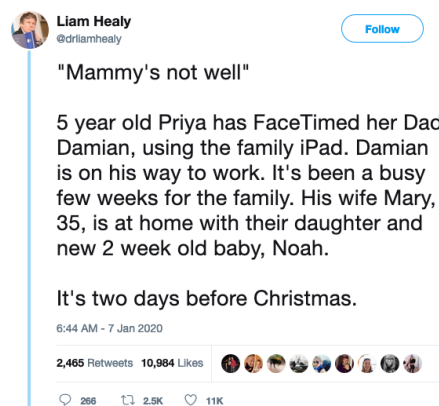 Liam Healy
@drliamhealy
Follow
"Mammy's not well"
5 year old Priya has FaceTimed her Dad
Damian, using the family iPad. Damian
is on his way to work. It's been a busy
few weeks for the family. His wife Mary,
35, is at home with their daughter and
new 2 week old baby, Noah.
It's two days before Christmas.
6:44 AM - 7 Jan 2020
2,465 Retweets 10,984 Likes
266 2.5K 11K